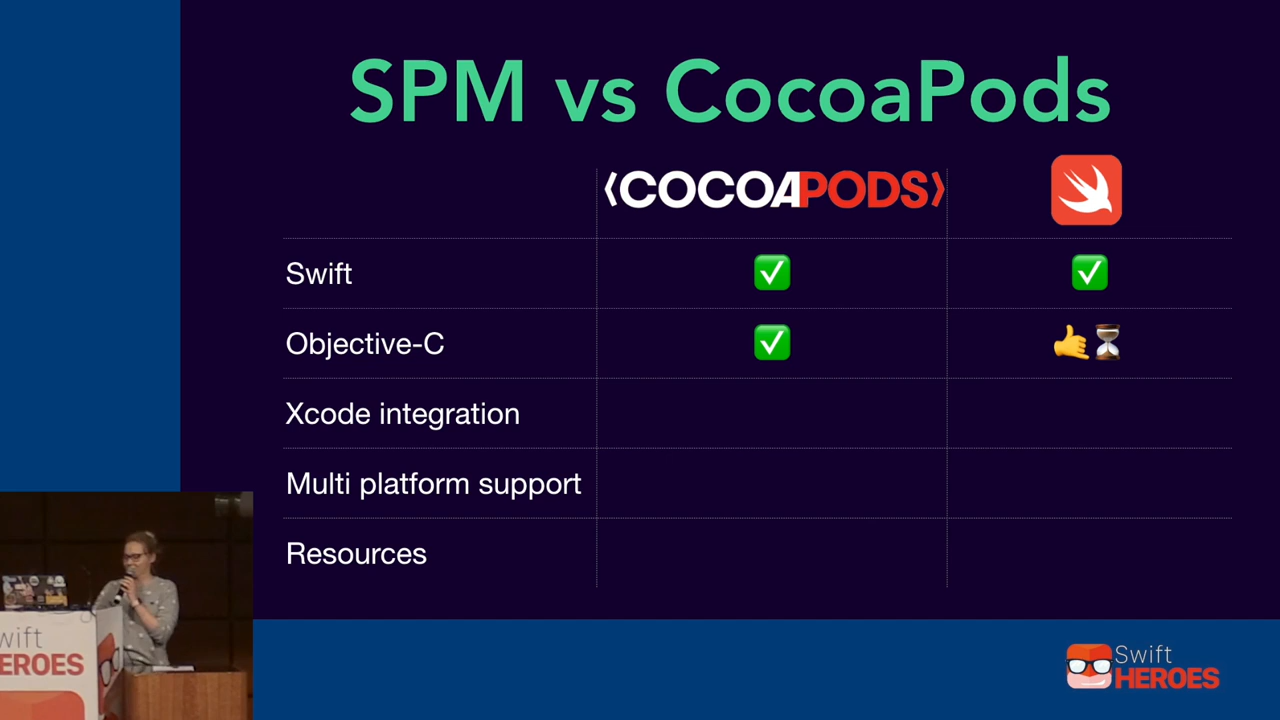 SPM vs CocoaPods
COCOAPODS
Swift
Objective-C
Xcode integration
Multi platform support
Resources
wift
EROES
Swift
HEROES